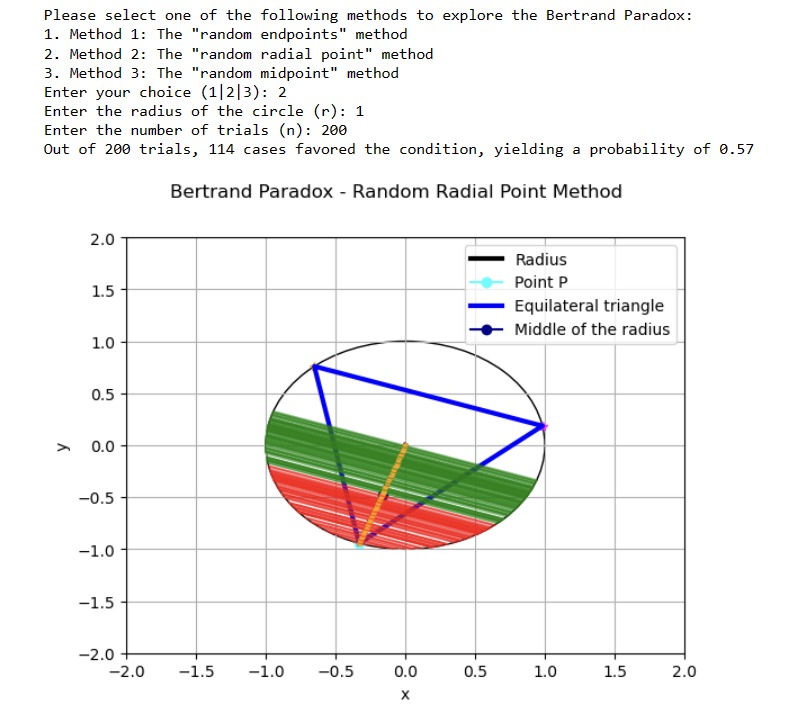 Please select one of the following methods to explore the Bertrand Paradox:
1. Method 1: The "random endpoints" method
2. Method 2: The "random radial point" method
3. Method 3: The "random midpoint" method
Enter your choice (1|2|3): 2
Enter the radius of the circle (r): 1
Enter the number of trials (n): 200
Out of 200 trials, 114 cases favored the condition, yielding a probability of 0.57
Bertrand Paradox - Random Radial Point Method
Radius
Point P
Equilateral triangle
Middle of the radius
2.0
1.5
1.0
0.5
0.0
−0.5
−1.0
−1.5
−2.0
y
−2.0 −1.5 −1.0 −0.5 0.0 0.5 1.0 1.5 2.0
x